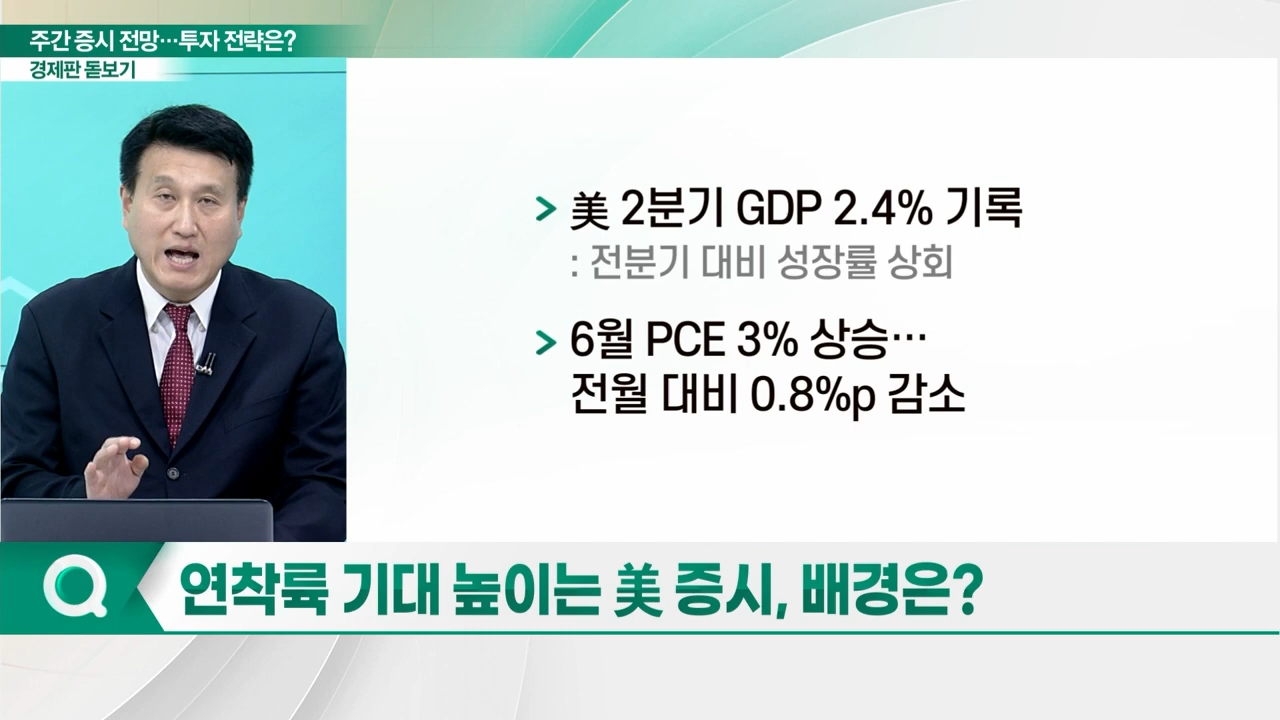 주간 증시 전망…투자 전략은?
경제판 돋보기
> 美 2분기 GDP 2.4% 기록
: 전분기 대비 성장률 상회
> 6월 PCE 3% 상승…
전월 대비 0.8%p 감소
Q 연착륙 기대 높이는 美 증시, 배경은?